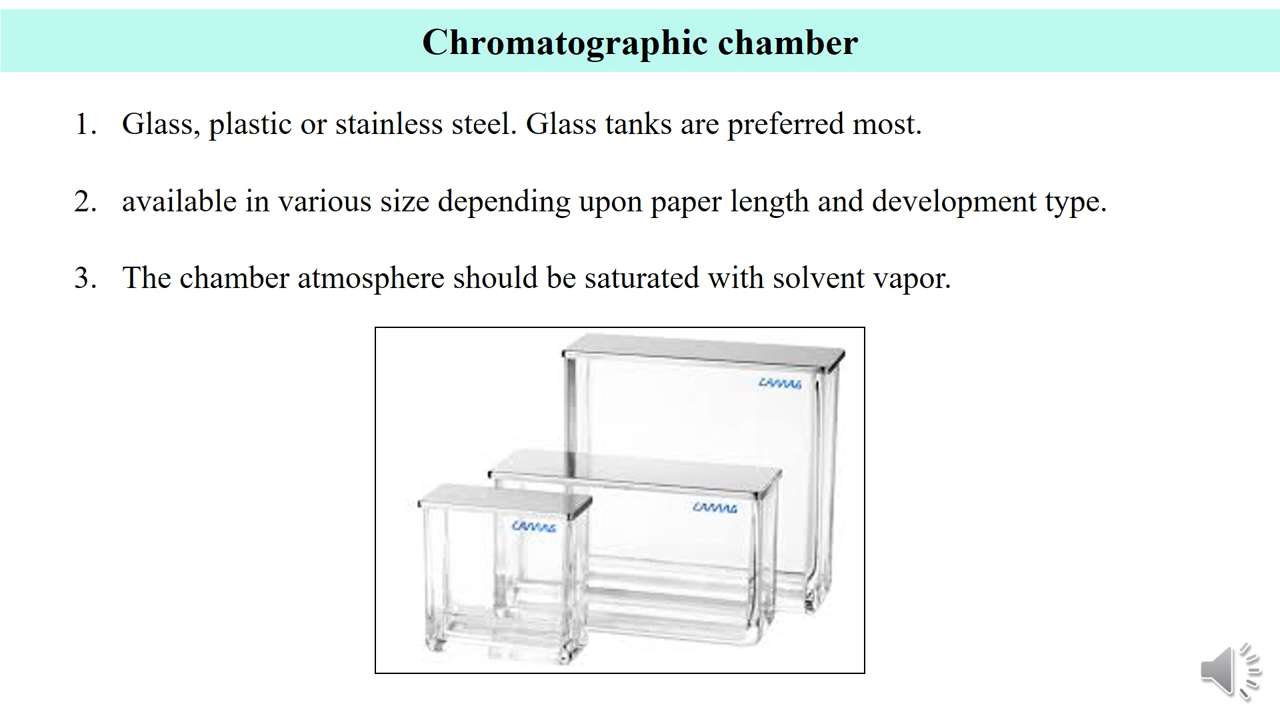 Chromatographic chamber
1. Glass, plastic or stainless steel. Glass tanks are preferred most.
2. available in various size depending upon paper length and development type.
3. The chamber atmosphere should be saturated with solvent vapor.
CAMAG
CAMAG
CAMAG